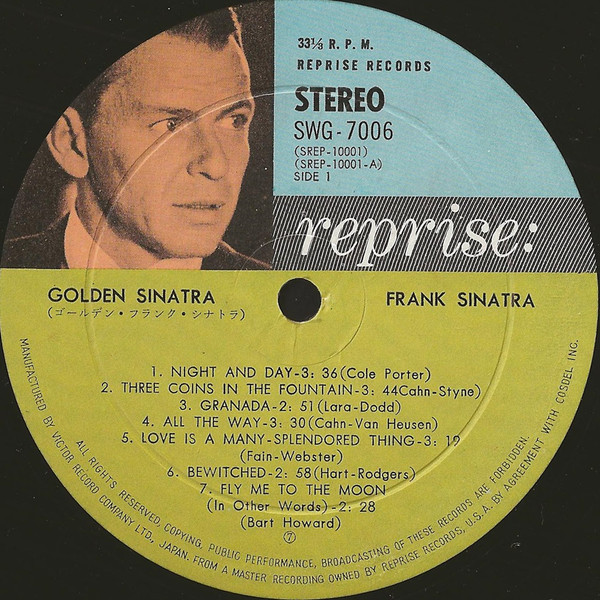 33⅓ R. P. M.
REPRISE RECORDS
STEREO
SWG-7006
(SREP-10001)
(SREP-10001-A)
SIDE 1
reprise:
GOLDEN SINATRA
(ゴールデン・フランク・シナトラ)
FRANK SINATRA
1. NIGHT AND DAY-3: 36(Cole Porter)
2. THREE COINS IN THE FOUNTAIN-3: 44Cahn-Styne)
3. GRANADA-2: 51(Lara-Dodd)
4. ALL THE WAY-3: 30(Cahn-Van Heusen)
5. LOVE IS A MANY-SPLENDORED THING-3: 12
(Fain-Webster)
6. BEWITCHED-2: 58(Hart-Rodgers)
7. FLY ME TO THE MOON
(In Other Words)-2: 28
(Bart Howard)
⑦
ALL RIGHTS RESERVED, COPYING, PUBLIC PERFORMANCE, BROADCASTING OF THESE RECORDS ARE FORBIDDEN.
MANUFACTURED BY VICTOR RECORD COMPANY LTD., JAPAN. FROM A MASTER RECORDING OWNED BY REPRISE RECORDS, U.S.A. BY AGREEMENT WITH COSDEL INC.